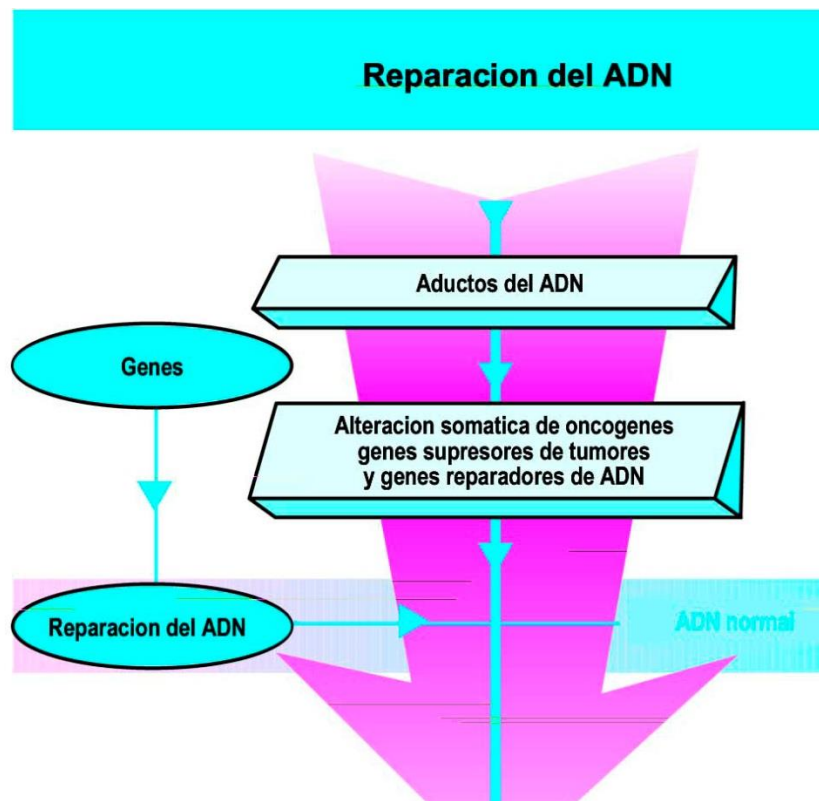 Reparacion del ADN
Aductos del ADN
Genes
Alteracion somatica de oncogenes
genes supresores de tumores
y genes reparadores de ADN
Reparacion del ADN
ADN normal